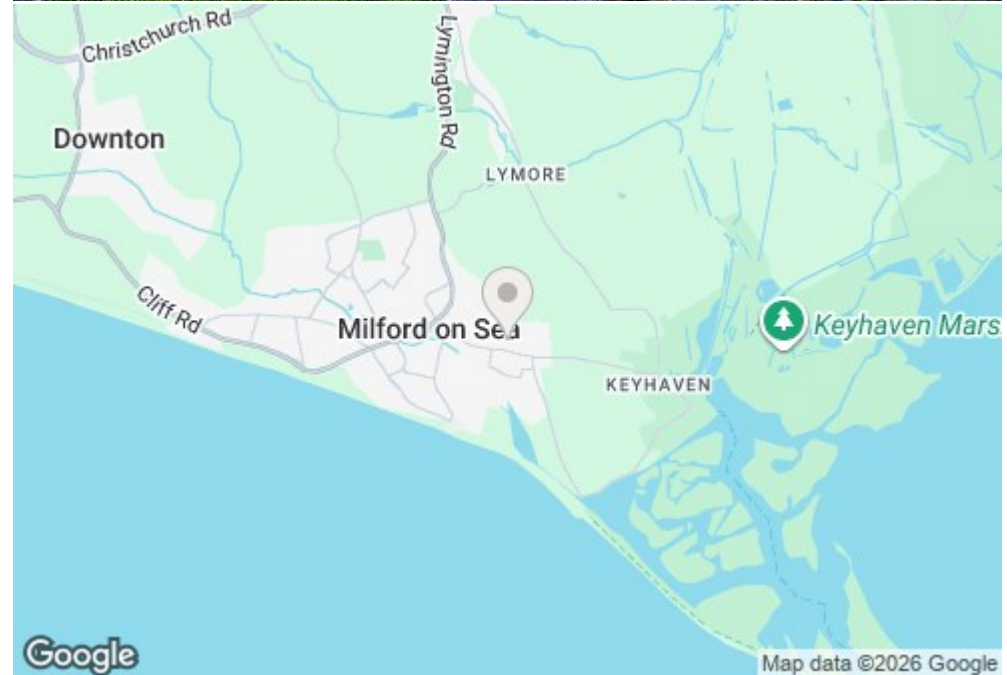 Christchurch Rd
Lymington Rd
Downton
LYMORE
Cliff Rd
Milford on Sea
Keyhaven Mars
KEYHAVEN
Google
Map data ©2026 Google